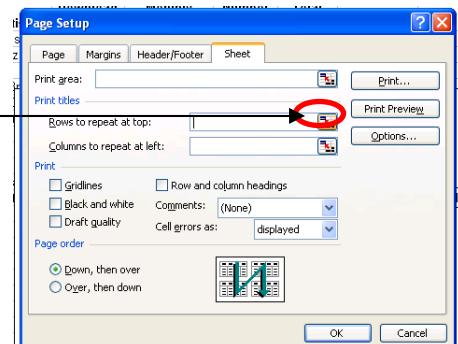 Page Setup
Page Margins Header/Footer Sheet
Print area:
Print...
Print titles
Print Preview
Rows to repeat at top:
Options...
Columns to repeat at left:
Print
Gridlines
Row and column headings
Black and white
Comments: (None)
Draft quality
Cell errors as: displayed
Page order
Down, then over
Over, then down
OK Cancel